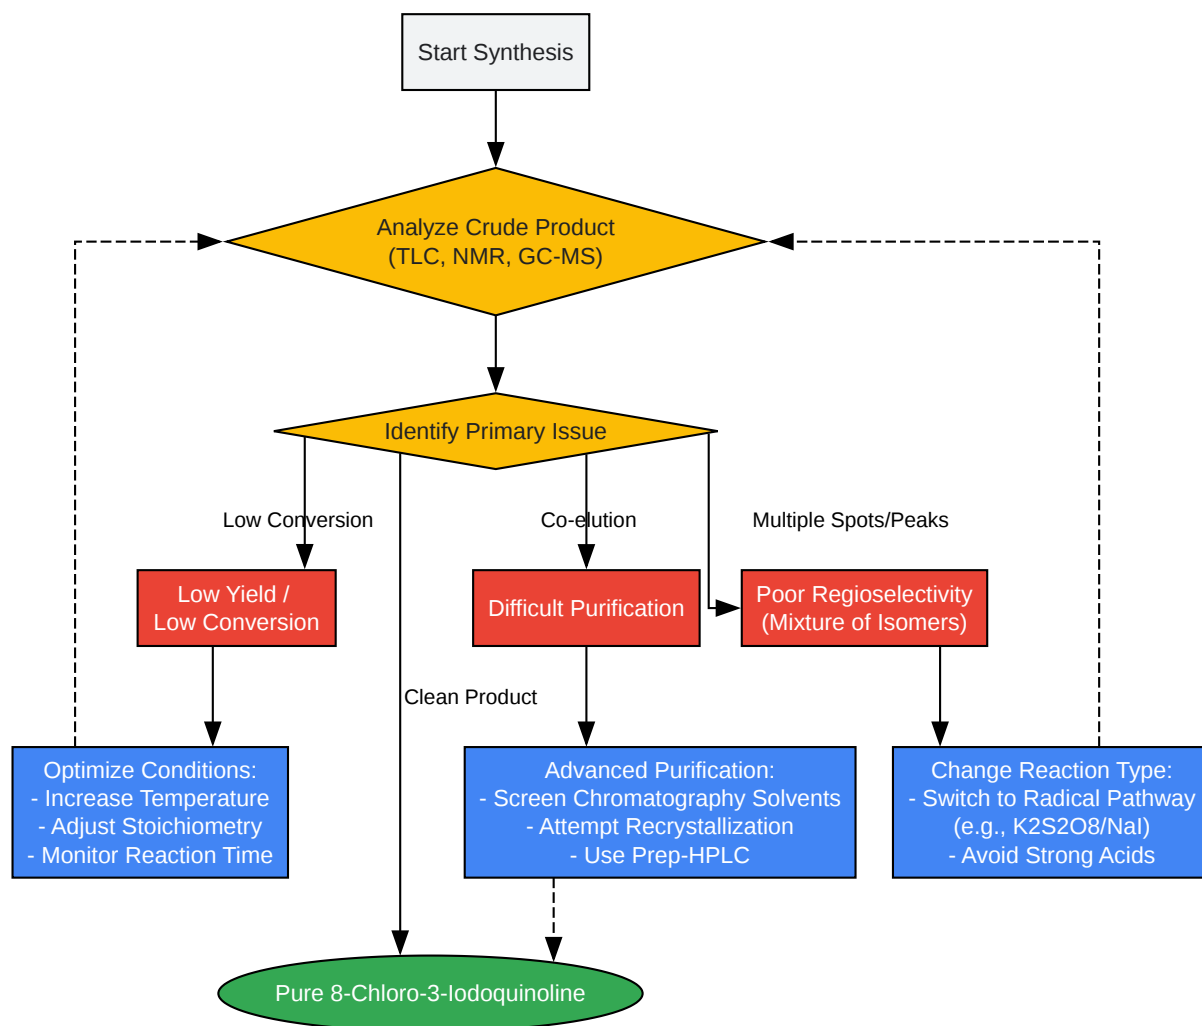 Start Synthesis
Analyze Crude Product
(TLC, NMR, GC-MS)
Identify Primary Issue
Low Conversion
Co-elution
Multiple Spots/Peaks
Low Yield /
Low Conversion
Difficult Purification
Poor Regioselectivity
(Mixture of Isomers)
Clean Product
Optimize Conditions:
- Increase Temperature
- Adjust Stoichiometry
- Monitor Reaction Time
Advanced Purification:
- Screen Chromatography Solvents
- Attempt Recrystallization
- Use Prep-HPLC
Change Reaction Type:
- Switch to Radical Pathway
(e.g., K2S2O8/NaI)
- Avoid Strong Acids
Pure 8-Chloro-3-Iodoquinoline